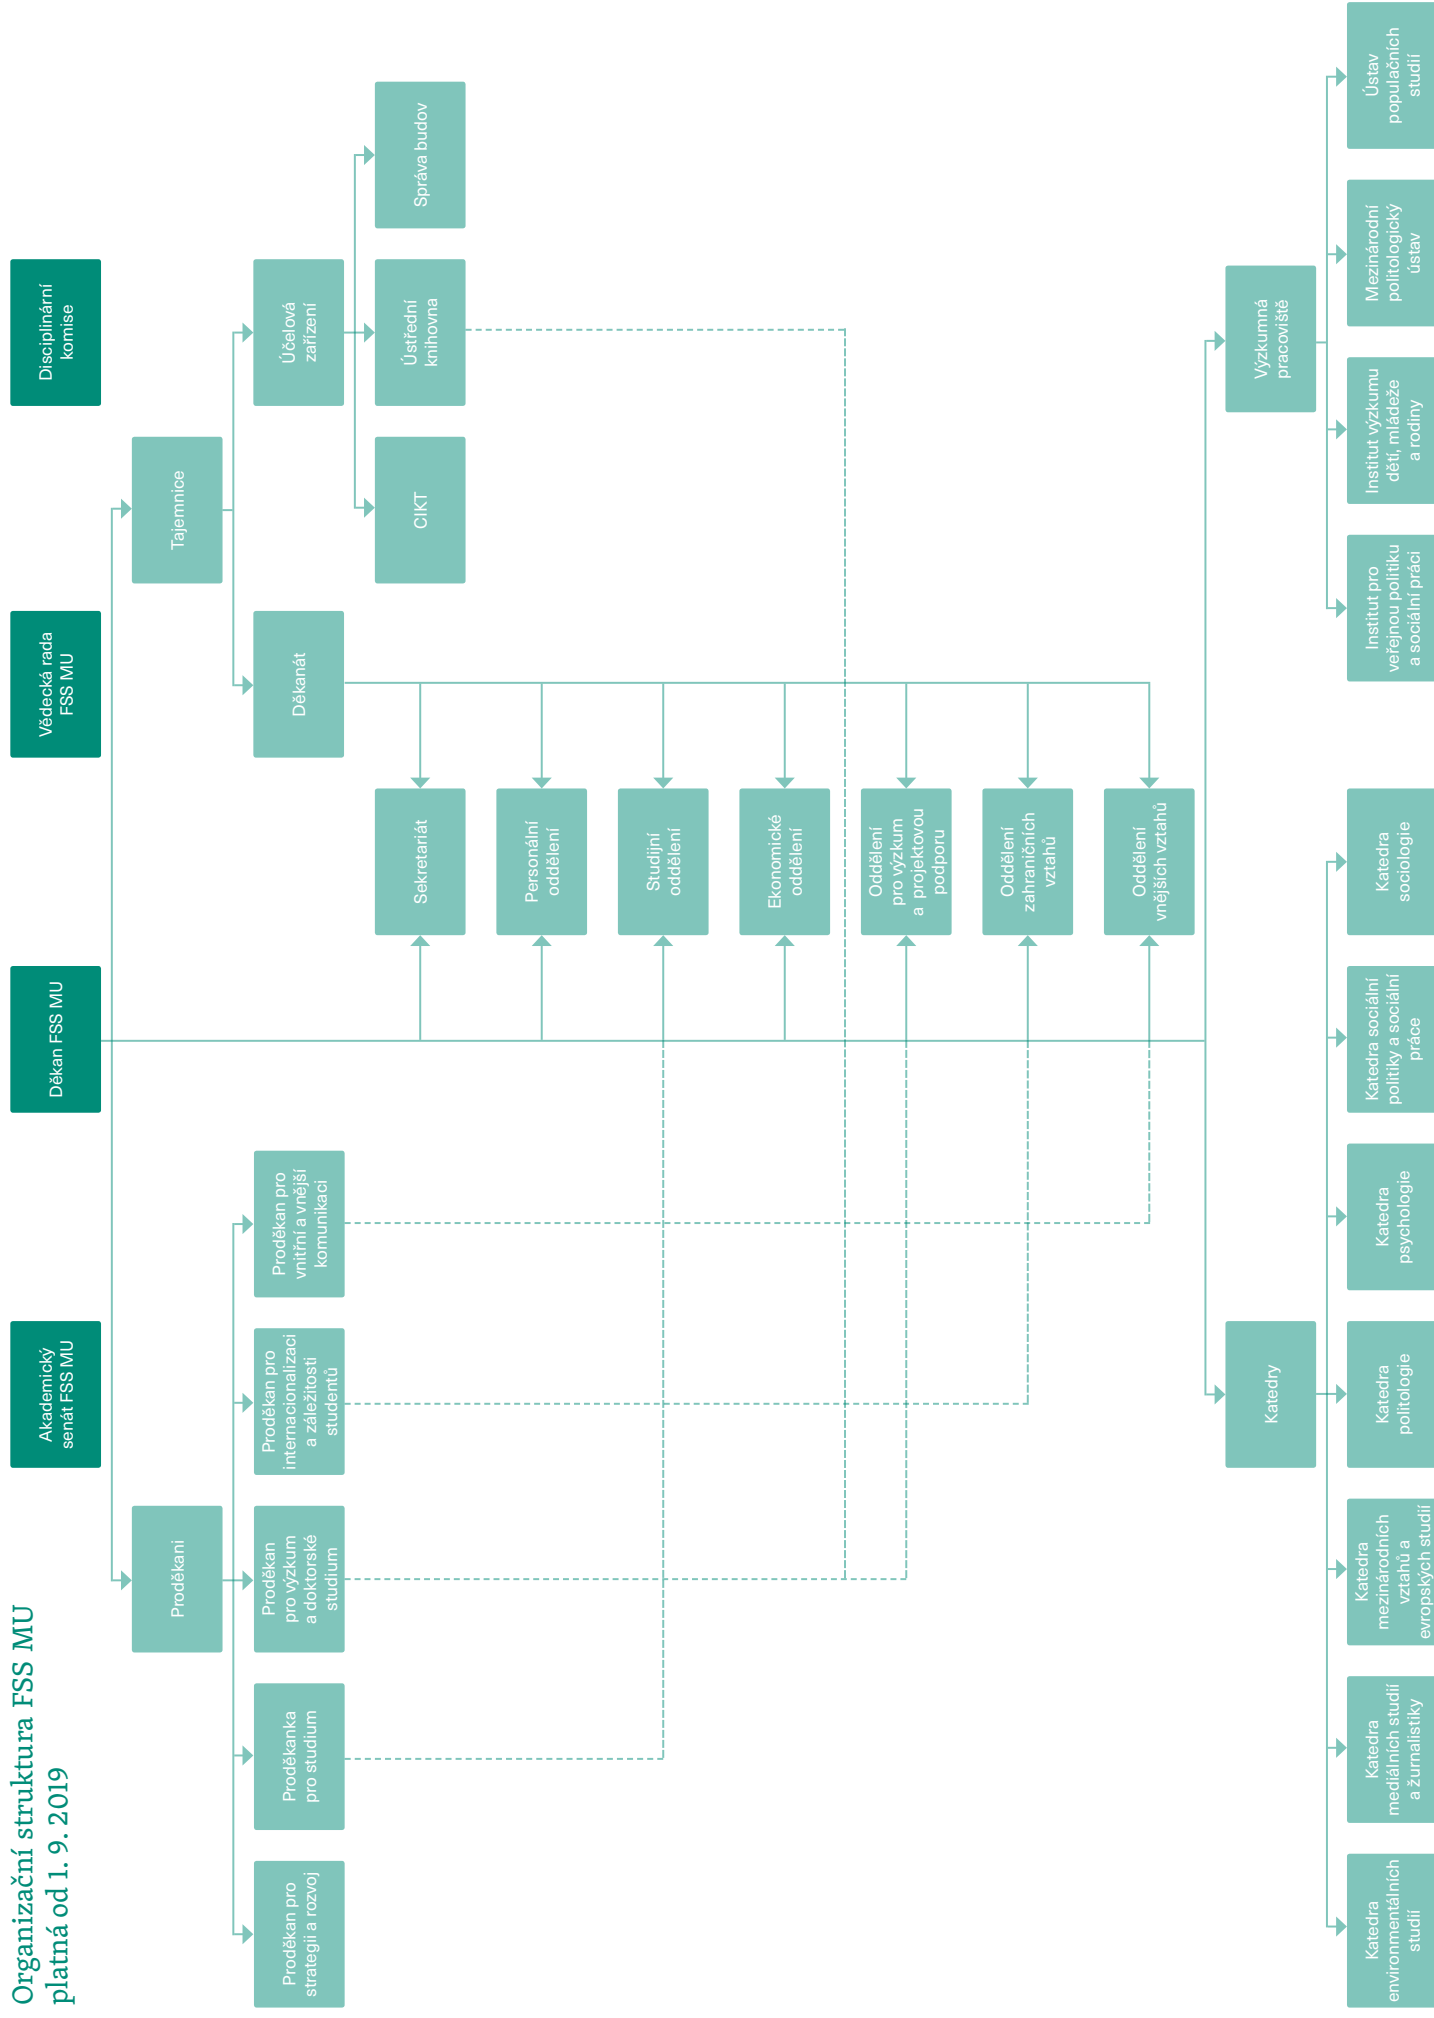 Organizační struktura FSS MU
platná od 1. 9. 2019
Akademický
senát FSS MU
Děkan FSS MU
Vědecká rada
FSS MU
Disciplinární
komise
Proděkani
Tajemnice
Proděkan pro
strategii a rozvoj
Proděkanka
pro studium
Proděkan
pro výzkum
a doktorské
studium
Proděkan pro
internacionalizaci
a záležitosti
studentů
Proděkan pro
vnitřní a vnější
komunikaci
Děkanát
Účelová
zařízení
Sekretariát
CIKT
Ústřední
knihovna
Správa budov
Personální
oddělení
Studijní
oddělení
Ekonomické
oddělení
Oddělení
pro výzkum
a projektovou
podporu
Oddělení
zahraničních
vztahů
Oddělení
vnějších vztahů
Katedry
Výzkumná
pracoviště
Katedra
environmentálních
studií
Katedra
mediálních studií
a žurnalistiky
Katedra
mezinárodních
vztahů a
evropských studií
Katedra
politologie
Katedra
psychologie
Katedra sociální
politiky a sociální
práce
Katedra
sociologie
Institut pro
veřejnou politiku
a sociální práci
Institut výzkumu
dětí, mládeže
a rodiny
Mezinárodní
politologický
ústav
Ústav
populačních
studií